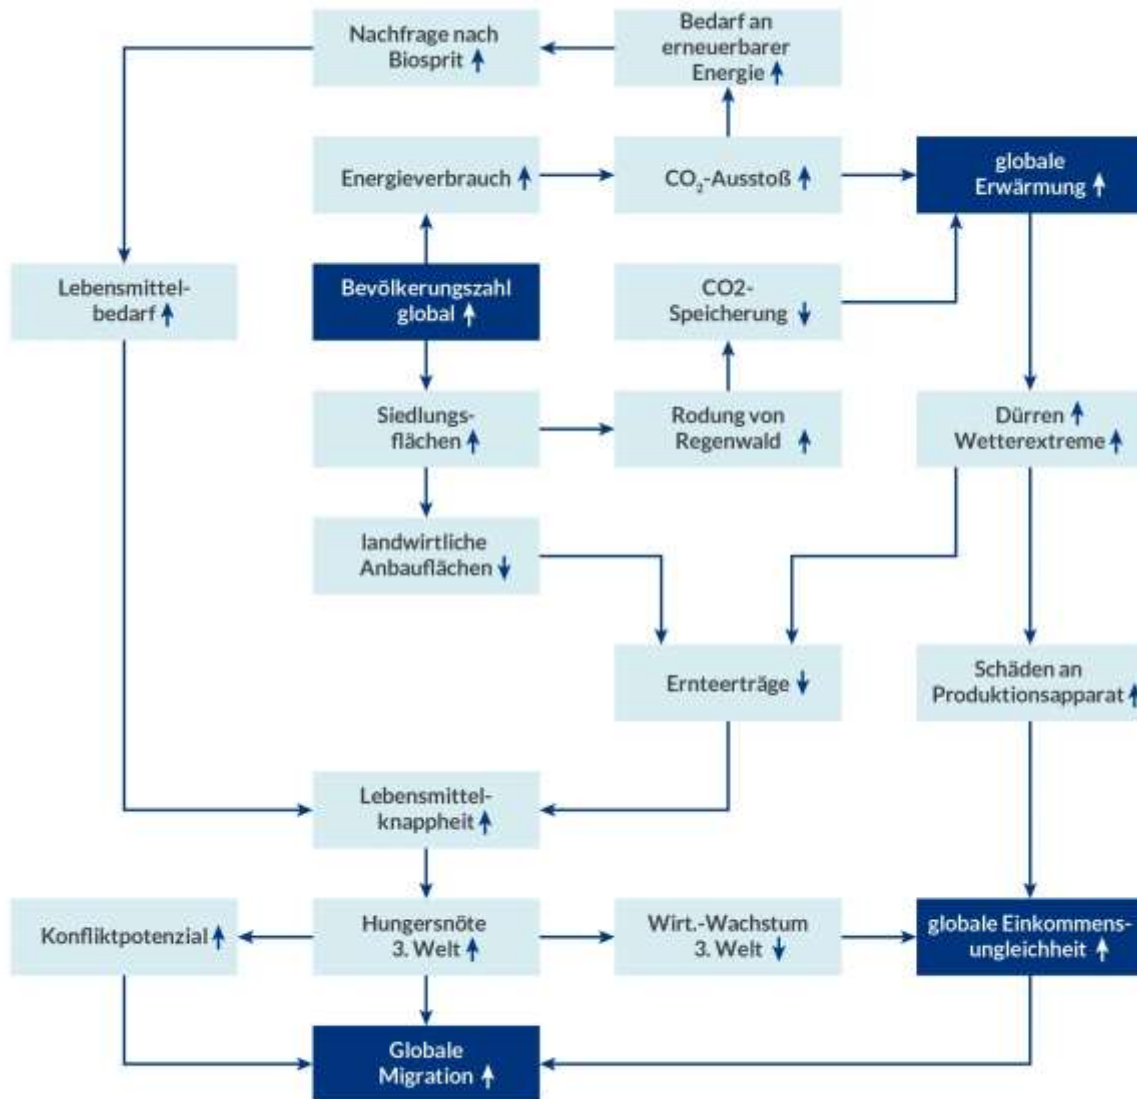 Nachfrage nach
Biosprit
Bedarf an
erneuerbarer
Energie
Energieverbrauch
CO₂-Ausstoß
globale
Erwärmung
Lebensmittel-
bedarf
Bevölkerungszahl
global
CO2-
Speicherung
Siedlungs-
flächen
Rodung von
Regenwald
Dürren
Wetterextreme
landwirtliche
Anbauflächen
Ernteerträge
Schäden an
Produktionsapparat
Lebensmittel-
knappheit
Konfliktpotenzial
Hungersnöte
3. Welt
Wirt.-Wachstum
3. Welt
globale Einkommens-
ungleichheit
Globale
Migration